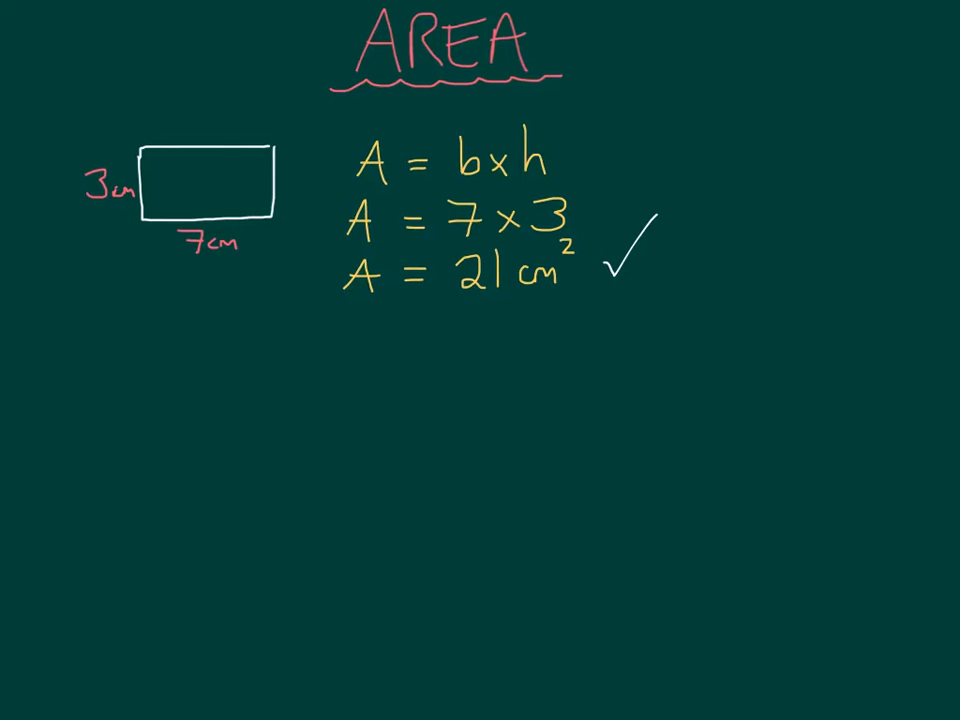 AREA
A = b x h
3cm
A = 7 x 3
7cm
A = 21 cm²